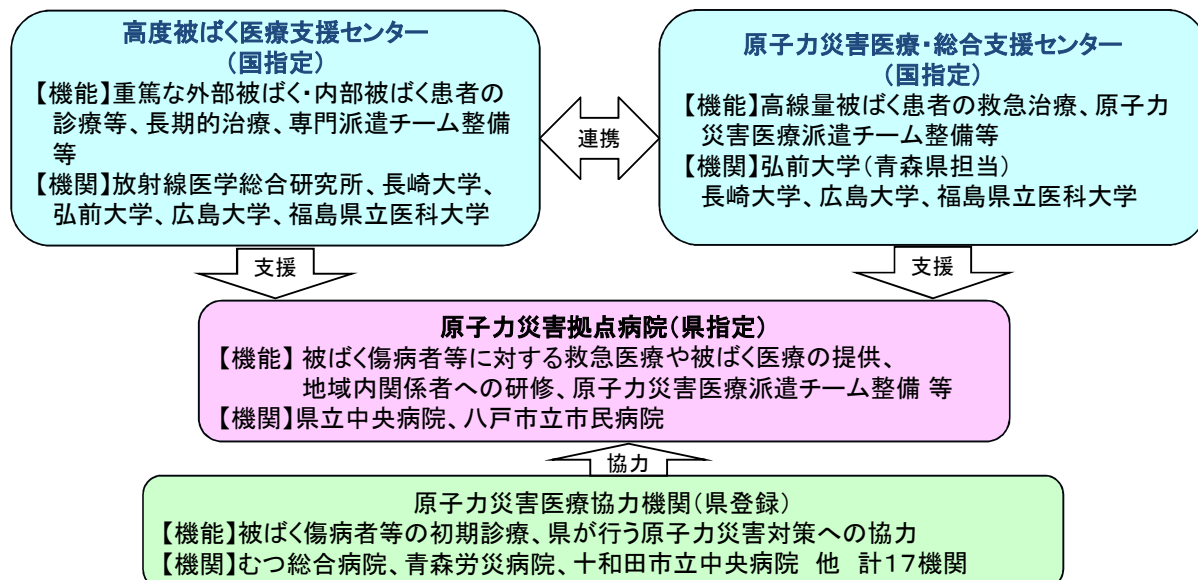 高度被ばく医療支援センター
(国指定)
【機能】重篤な外部被ばく・内部被ばく患者の
診療等、長期的治療、専門派遣チーム整備
等
【機関】放射線医学総合研究所、長崎大学、
弘前大学、広島大学、福島県立医科大学
連携
原子力災害医療・総合支援センター
(国指定)
【機能】高線量被ばく患者の救急治療、原子力
災害医療派遣チーム整備等
【機関】弘前大学(青森県担当)
長崎大学、広島大学、福島県立医科大学
支援
支援
原子力災害拠点病院(県指定)
【機能】 被ばく傷病者等に対する救急医療や被ばく医療の提供、
地域内関係者への研修、原子力災害医療派遣チーム整備 等
【機関】県立中央病院、八戸市立市民病院
協力
原子力災害医療協力機関(県登録)
【機能】被ばく傷病者等の初期診療、県が行う原子力災害対策への協力
【機関】むつ総合病院、青森労災病院、十和田市立中央病院 他 計17機関